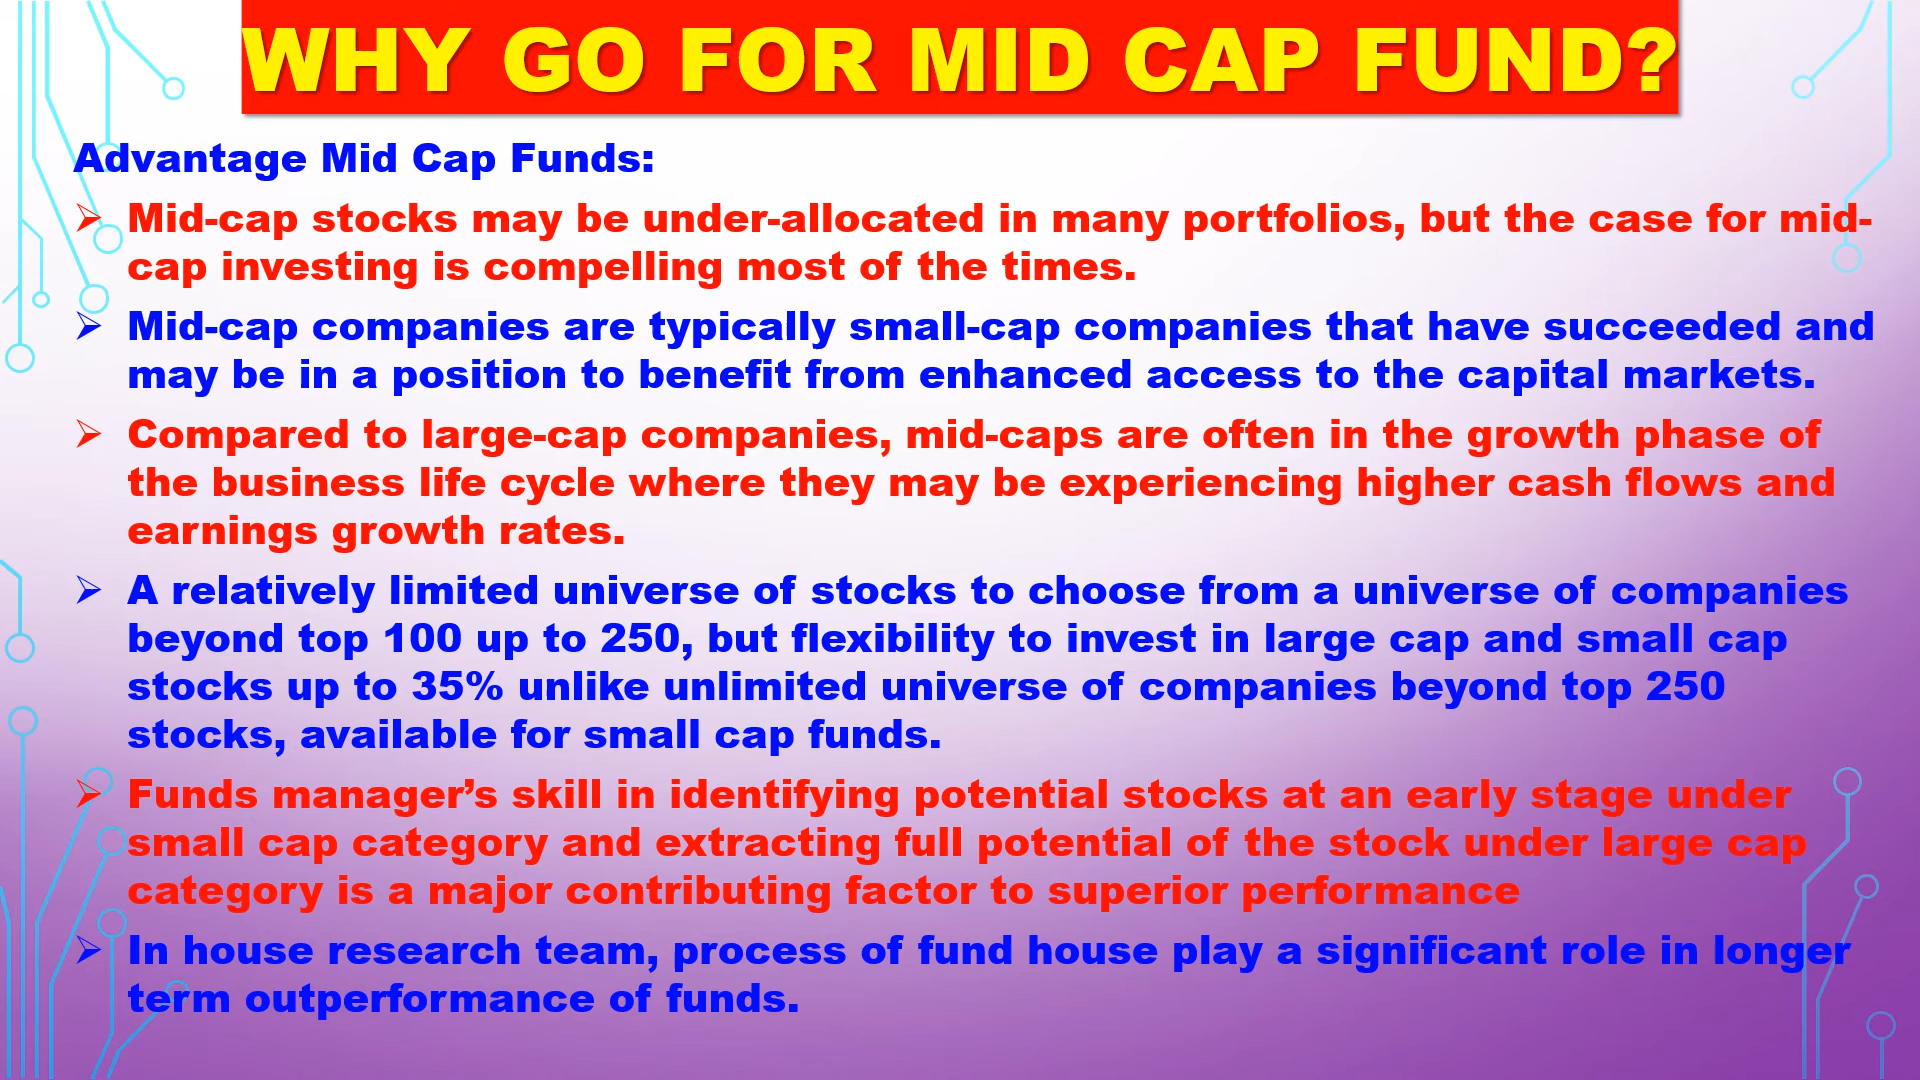 WHY GO FOR MID CAP FUND?
Advantage Mid Cap Funds:
➢ Mid-cap stocks may be under-allocated in many portfolios, but the case for mid-
cap investing is compelling most of the times.
➢ Mid-cap companies are typically small-cap companies that have succeeded and
may be in a position to benefit from enhanced access to the capital markets.
➢ Compared to large-cap companies, mid-caps are often in the growth phase of
the business life cycle where they may be experiencing higher cash flows and
earnings growth rates.
➢ A relatively limited universe of stocks to choose from a universe of companies
beyond top 100 up to 250, but flexibility to invest in large cap and small cap
stocks up to 35% unlike unlimited universe of companies beyond top 250
stocks, available for small cap funds.
➢ Funds manager’s skill in identifying potential stocks at an early stage under
small cap category and extracting full potential of the stock under large cap
category is a major contributing factor to superior performance
➢ In house research team, process of fund house play a significant role in longer
term outperformance of funds.